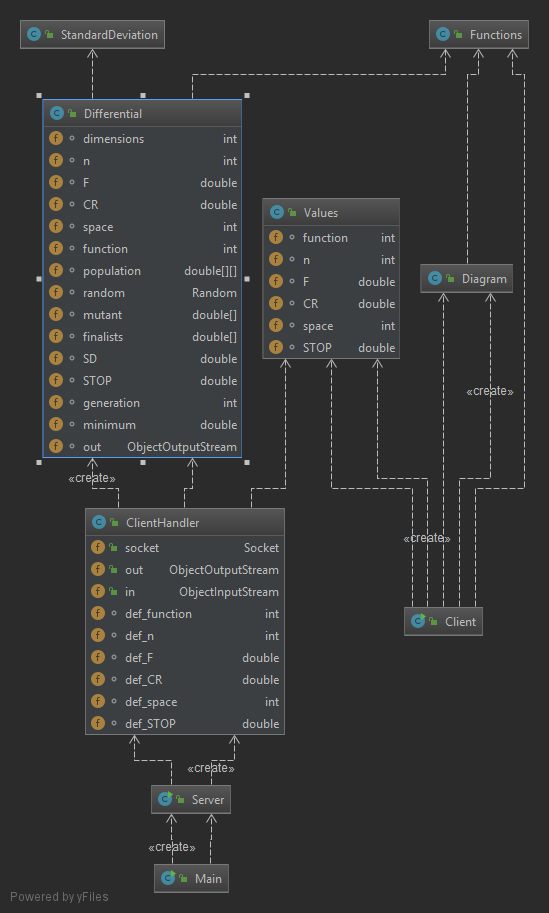 StandardDeviation
Functions
Differential
dimensions int
n int
F double
CR double
space int
function int
population double[][]
random Random
mutant double[]
finalists double[]
SD double
STOP double
generation int
minimum double
out ObjectOutputStream
Values
function int
n int
F double
CR double
space int
STOP double
Diagram
«create»
«create»
«create»
ClientHandler
socket Socket
out ObjectOutputStream
in ObjectInputStream
def_function int
def_n int
def_F double
def_CR double
def_space int
def_STOP double
Client
«create»
Server
«create»
Main
Powered by yFiles